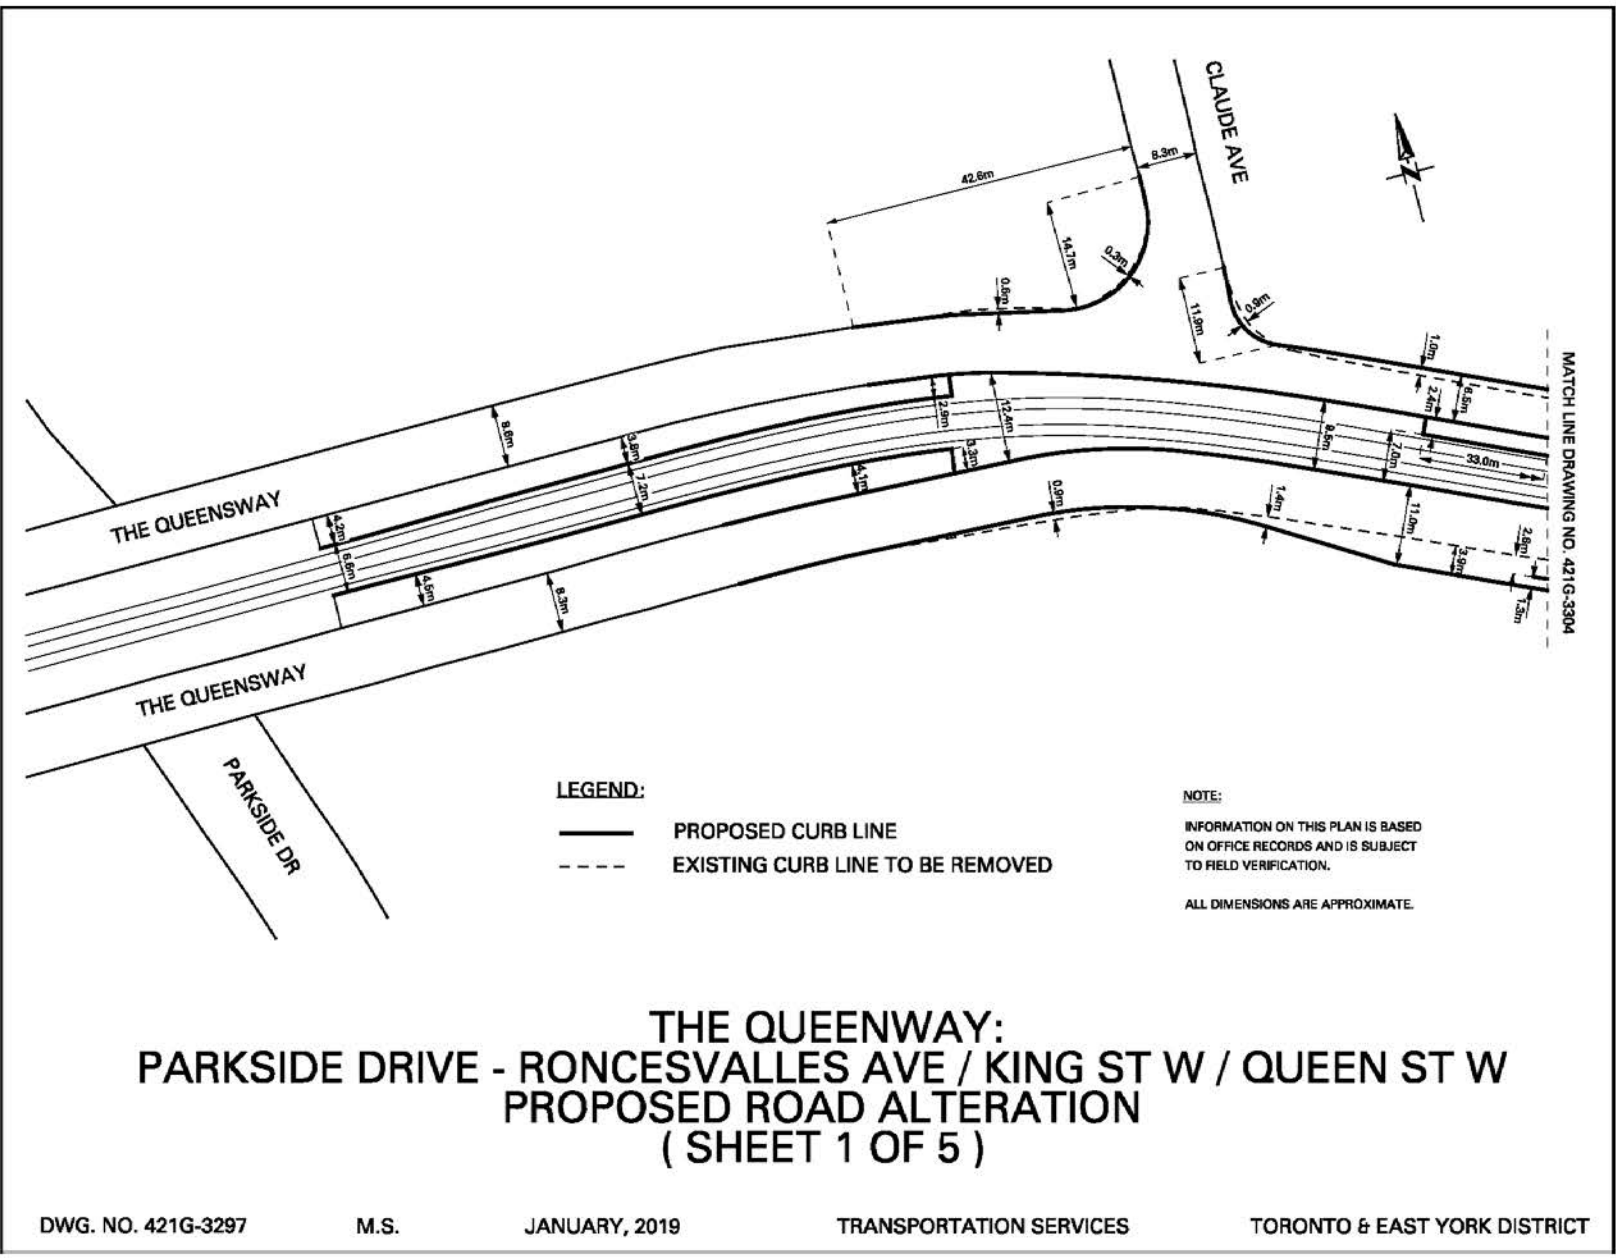 CLAUDE AVE
8.3m
42.6m
14.7m
0.3m
0.6m
11.9m
0.9m
1.0m
2.4m
6.5m
MATCH LINE DRAWING NO. 421G-3304
8.6m
3.8m
7.2m
2.9m
12.4m
3.3m
4.1m
9.6m
7.0m
33.0m
THE QUEENSWAY
4.2m
6.6m
4.5m
8.3m
0.9m
1.4m
11.0m
3.9m
1.3m
THE QUEENSWAY
PARKSIDE DR
LEGEND:
PROPOSED CURB LINE
EXISTING CURB LINE TO BE REMOVED
NOTE:
INFORMATION ON THIS PLAN IS BASED
ON OFFICE RECORDS AND IS SUBJECT
TO FIELD VERIFICATION.
ALL DIMENSIONS ARE APPROXIMATE.
THE QUEENWAY:
PARKSIDE DRIVE - RONCESVALLES AVE / KING ST W / QUEEN ST W
PROPOSED ROAD ALTERATION
( SHEET 1 OF 5 )
DWG. NO. 421G-3297
M.S.
JANUARY, 2019
TRANSPORTATION SERVICES
TORONTO & EAST YORK DISTRICT